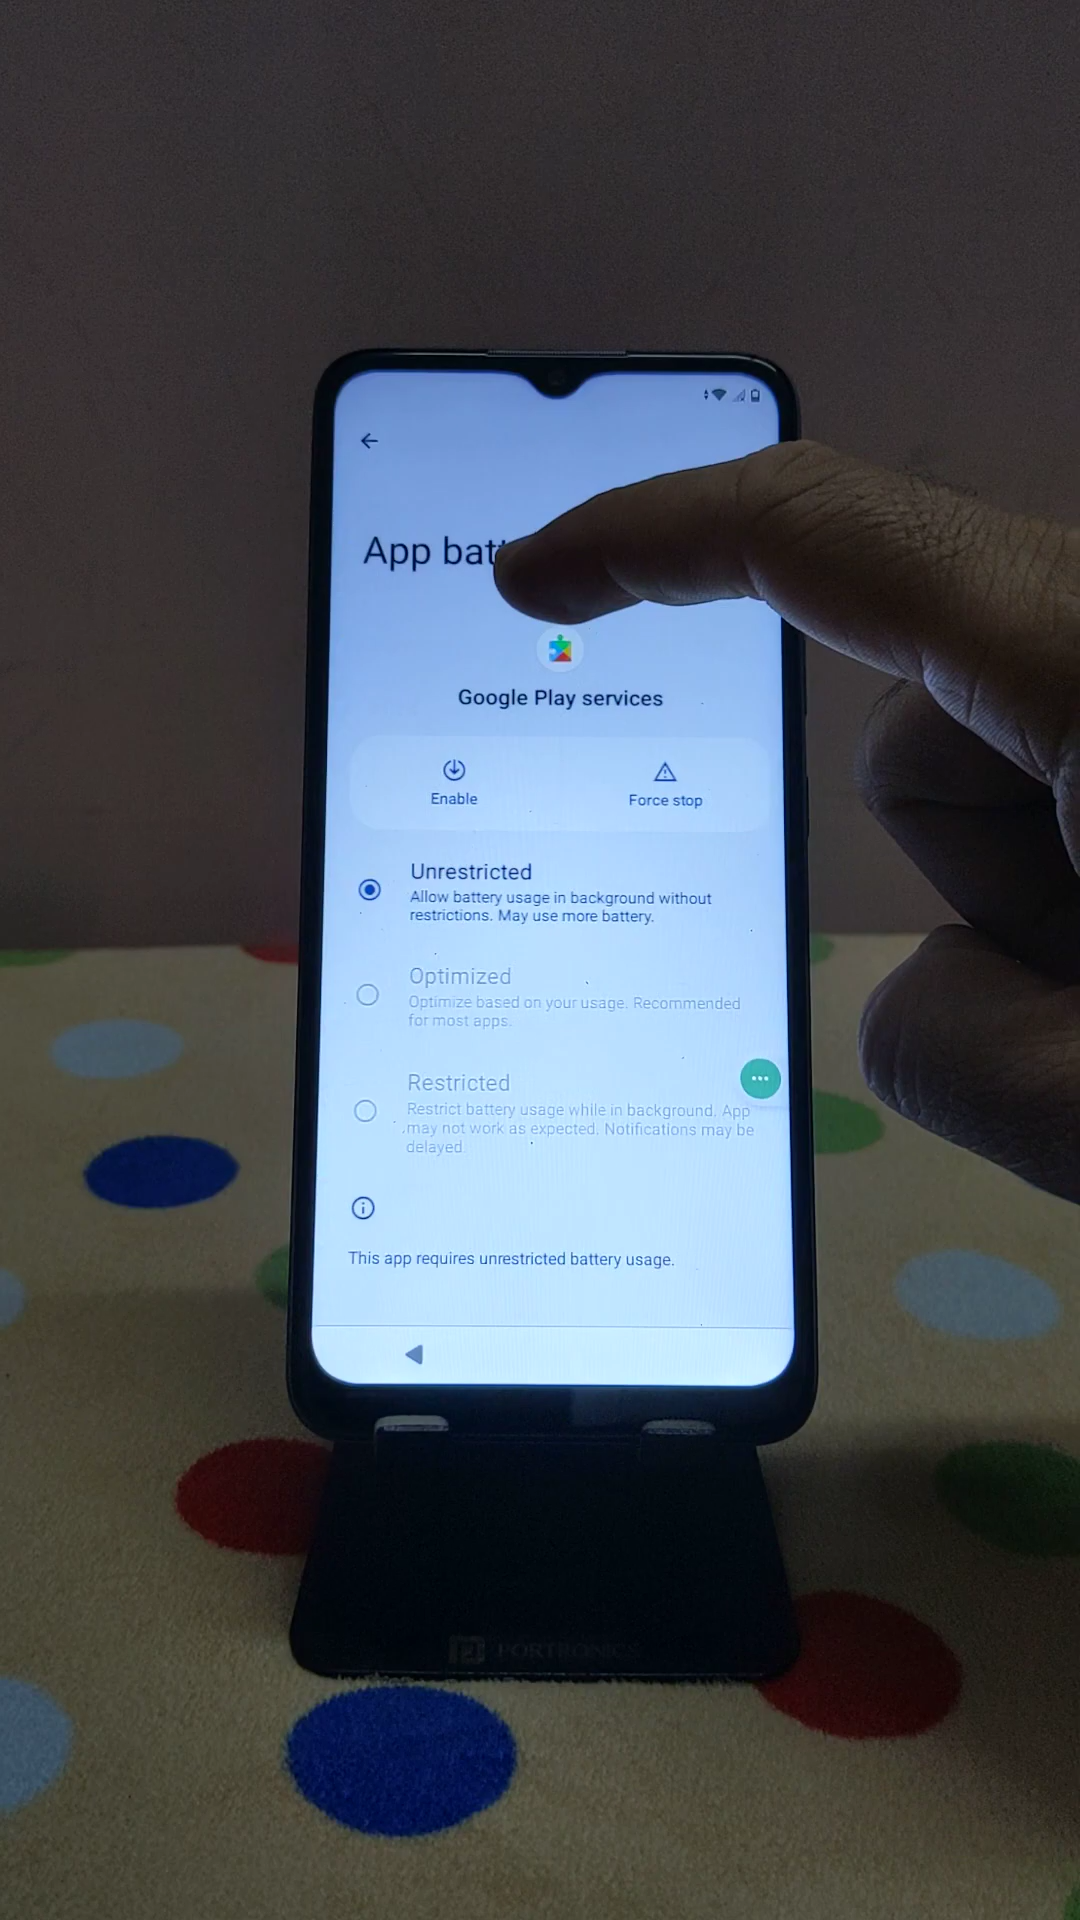 App bat
Google Play services
Enable
Force stop
Unrestricted
Allow battery usage in background without
restrictions. May use more battery.
Optimized
Optimize based on your usage. Recommended
for most apps.
Restricted
Restrict battery usage while in background. App
may not work as expected. Notifications may be
delayed.
This app requires unrestricted battery usage.
PORTRONICS